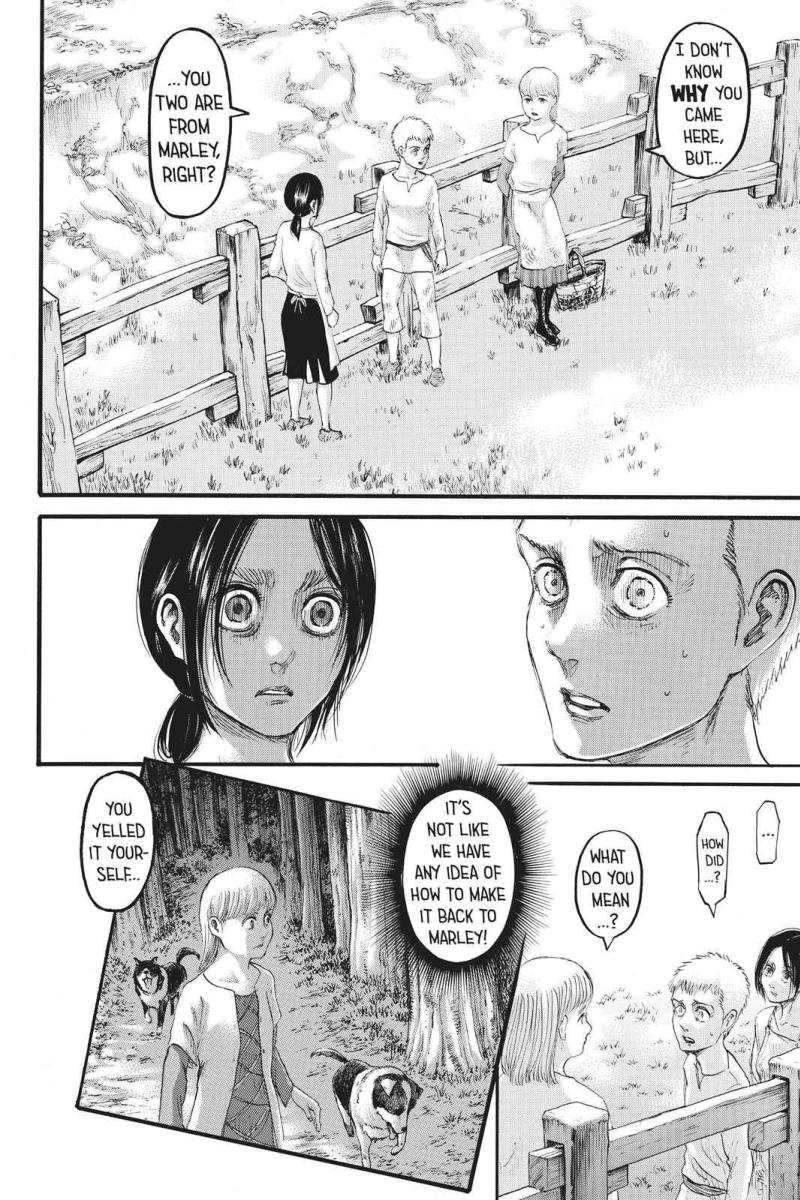 I DON'T
KNOW
WHY YOU
CAME
HERE,
BUT...
...YOU
TWO ARE
FROM
MARLEY,
RIGHT?
...
HOW
DID
...?
WHAT
DO YOU
MEAN
...?
IT'S
NOT LIKE
WE HAVE
ANY IDEA OF
HOW TO MAKE
IT BACK TO
MARLEY!
YOU
YELLED
IT YOUR-
SELF...